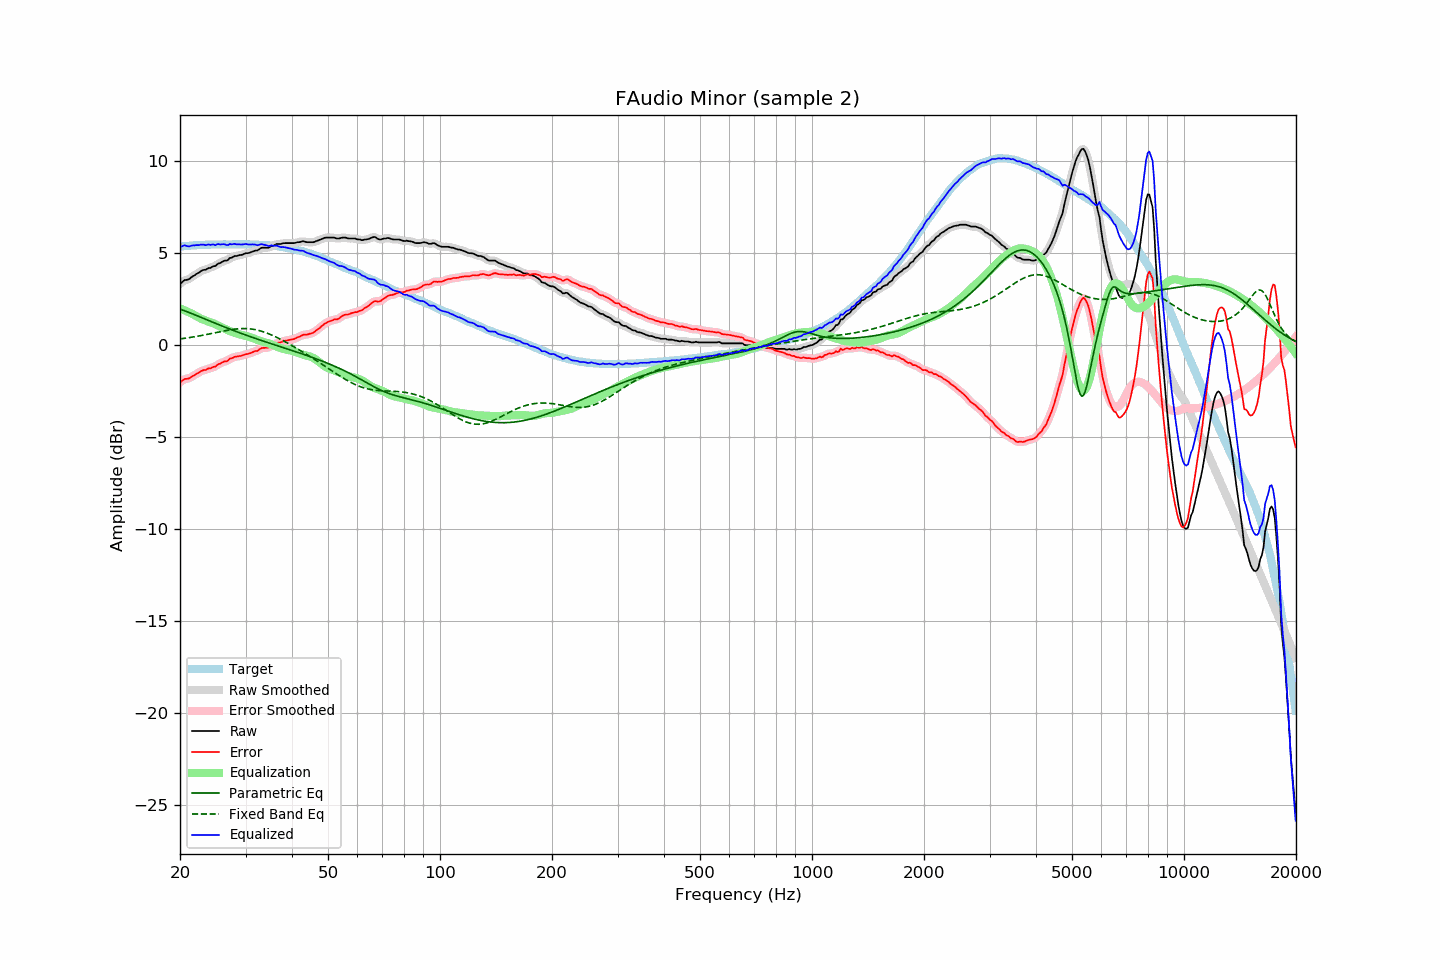 FAudio Minor (sample 2)
10
5
0
−5
−10
−15
−20
−25
Amplitude (dBr)
Target
Raw Smoothed
Error Smoothed
Raw
Error
Equalization
Parametric Eq
Fixed Band Eq
Equalized
20 50 100 200 500 1000 2000 5000 10000 20000
Frequency (Hz)